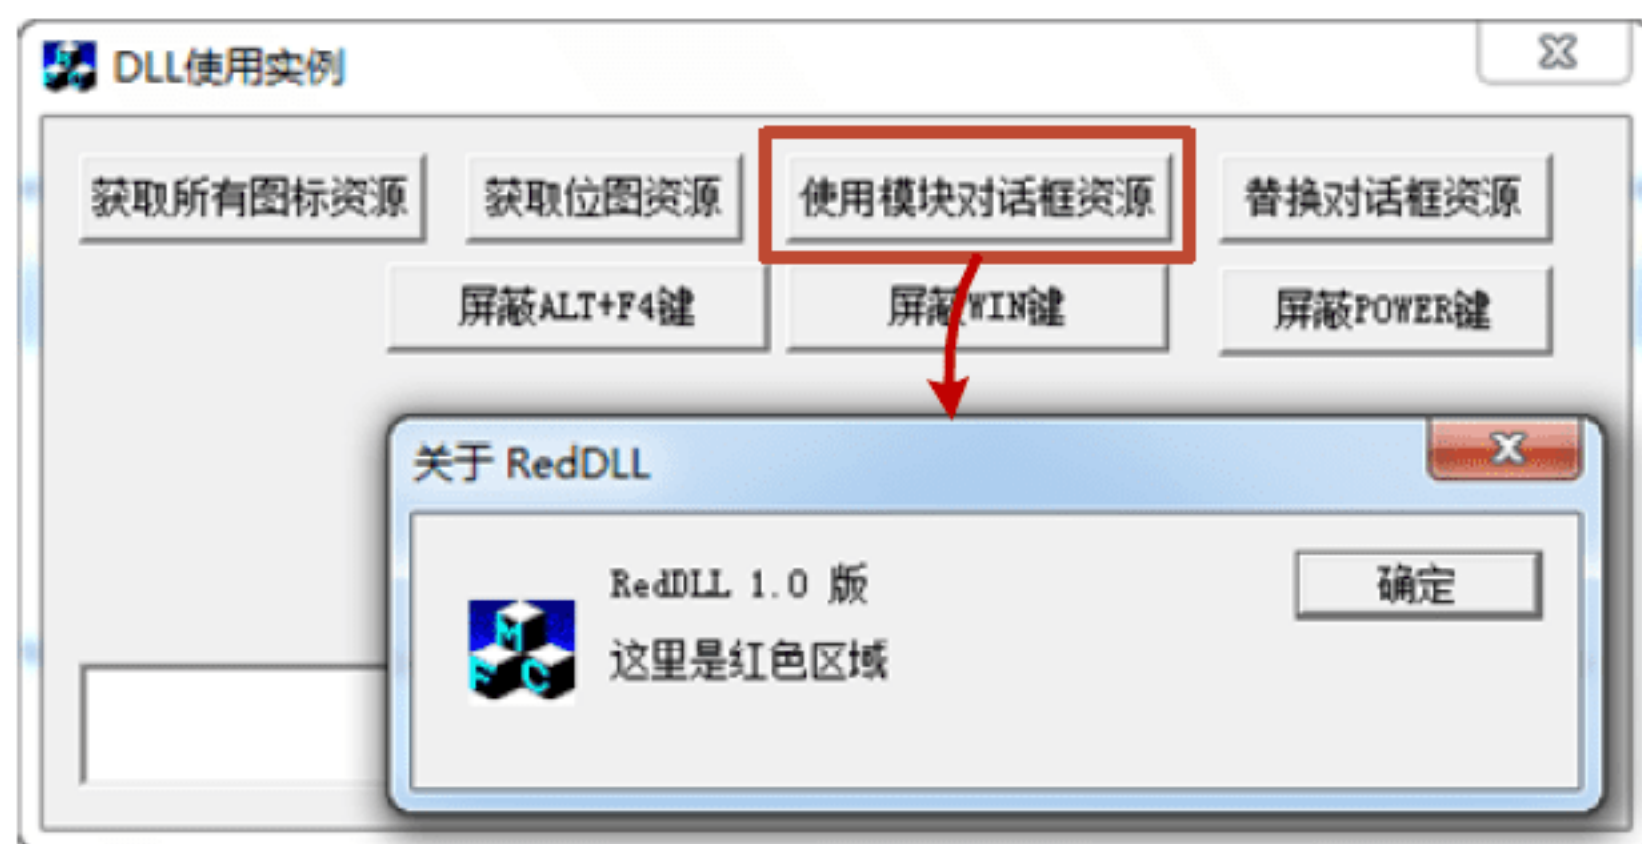 DLL使用实例
获取所有图标资源 获取位图资源 使用模块对话框资源 替换对话框资源
屏蔽ALT+F4键 屏蔽WIN键 屏蔽POWER键
关于 RedDLL
RedDLL 1.0 版 确定
这里是红色区域
M
F C